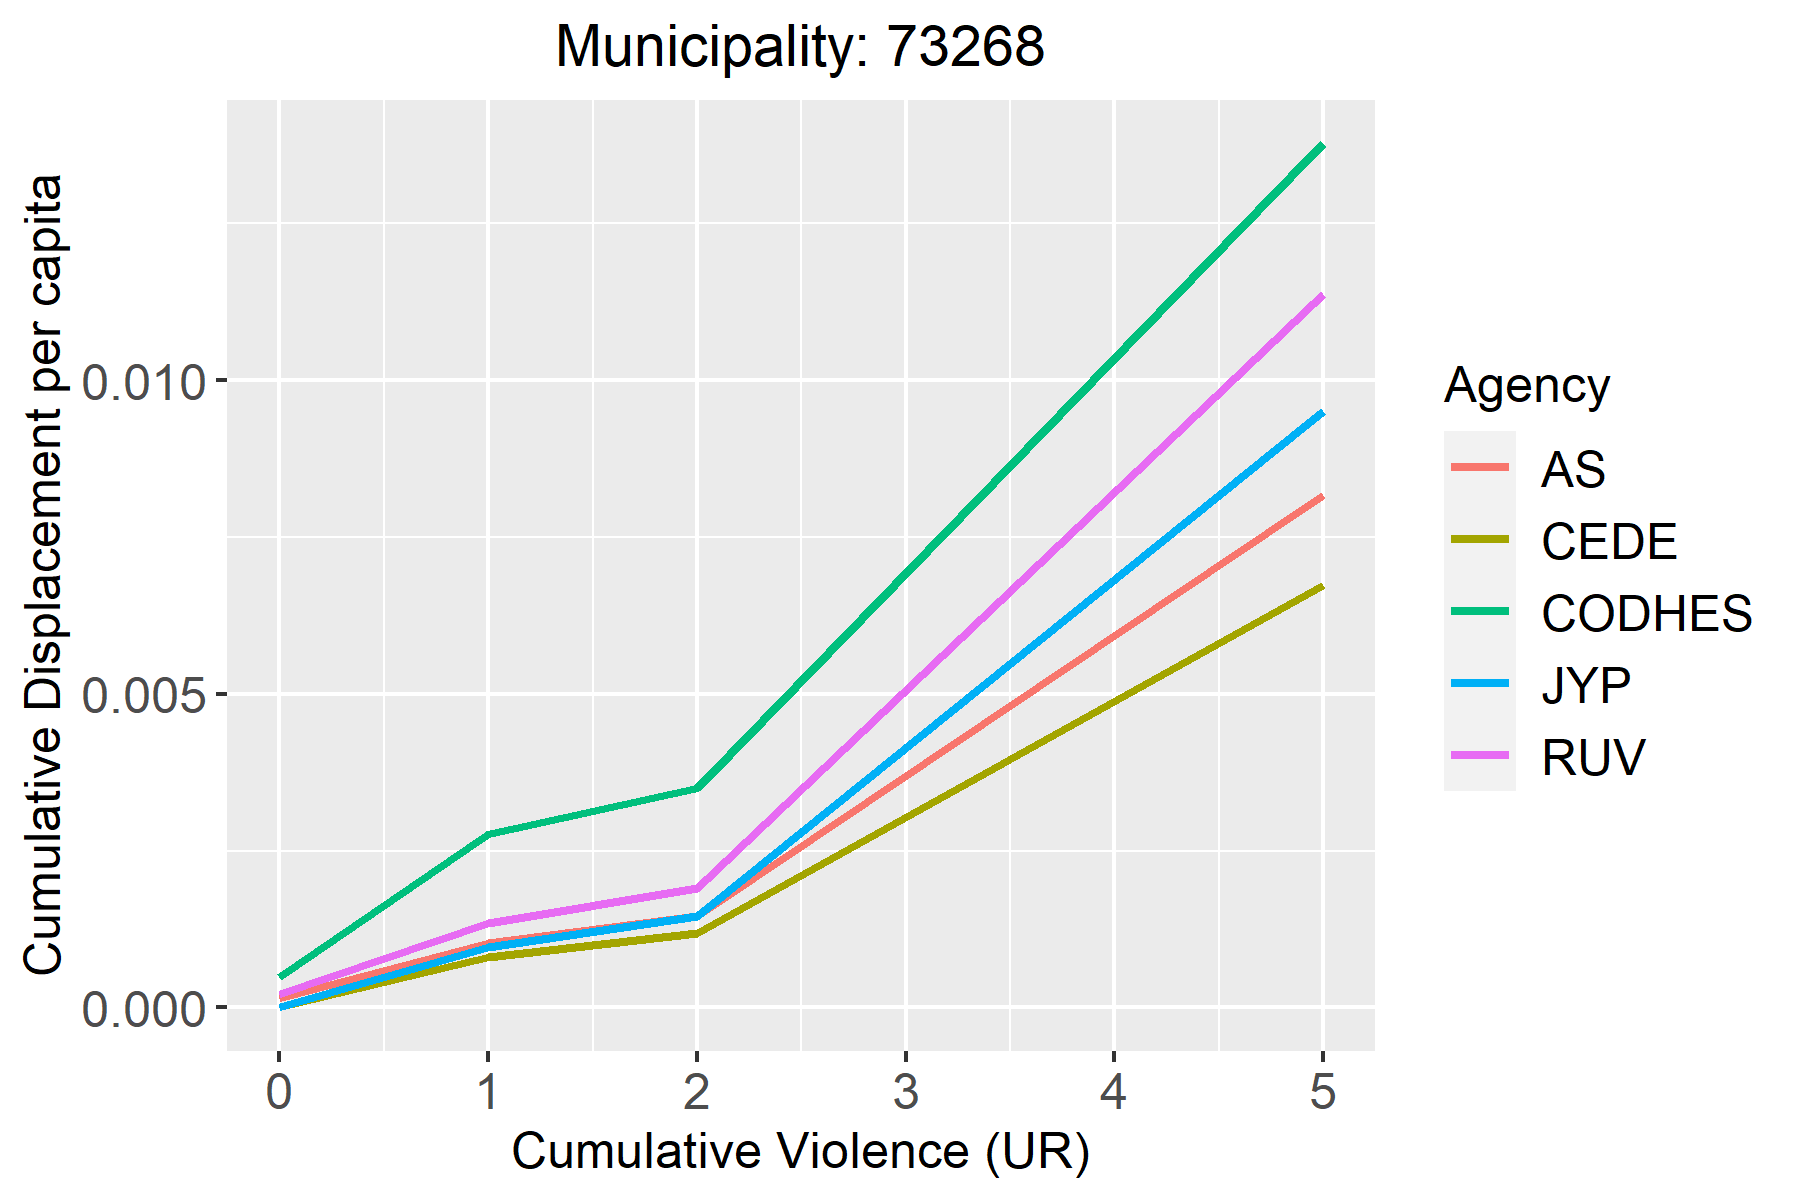 Municipality: 73268
Cumulative Displacement per capita
0.010
0.005
0.000
0 1 2 3 4 5
Cumulative Violence (UR)
Agency
AS
CEDE
CODHES
JYP
RUV